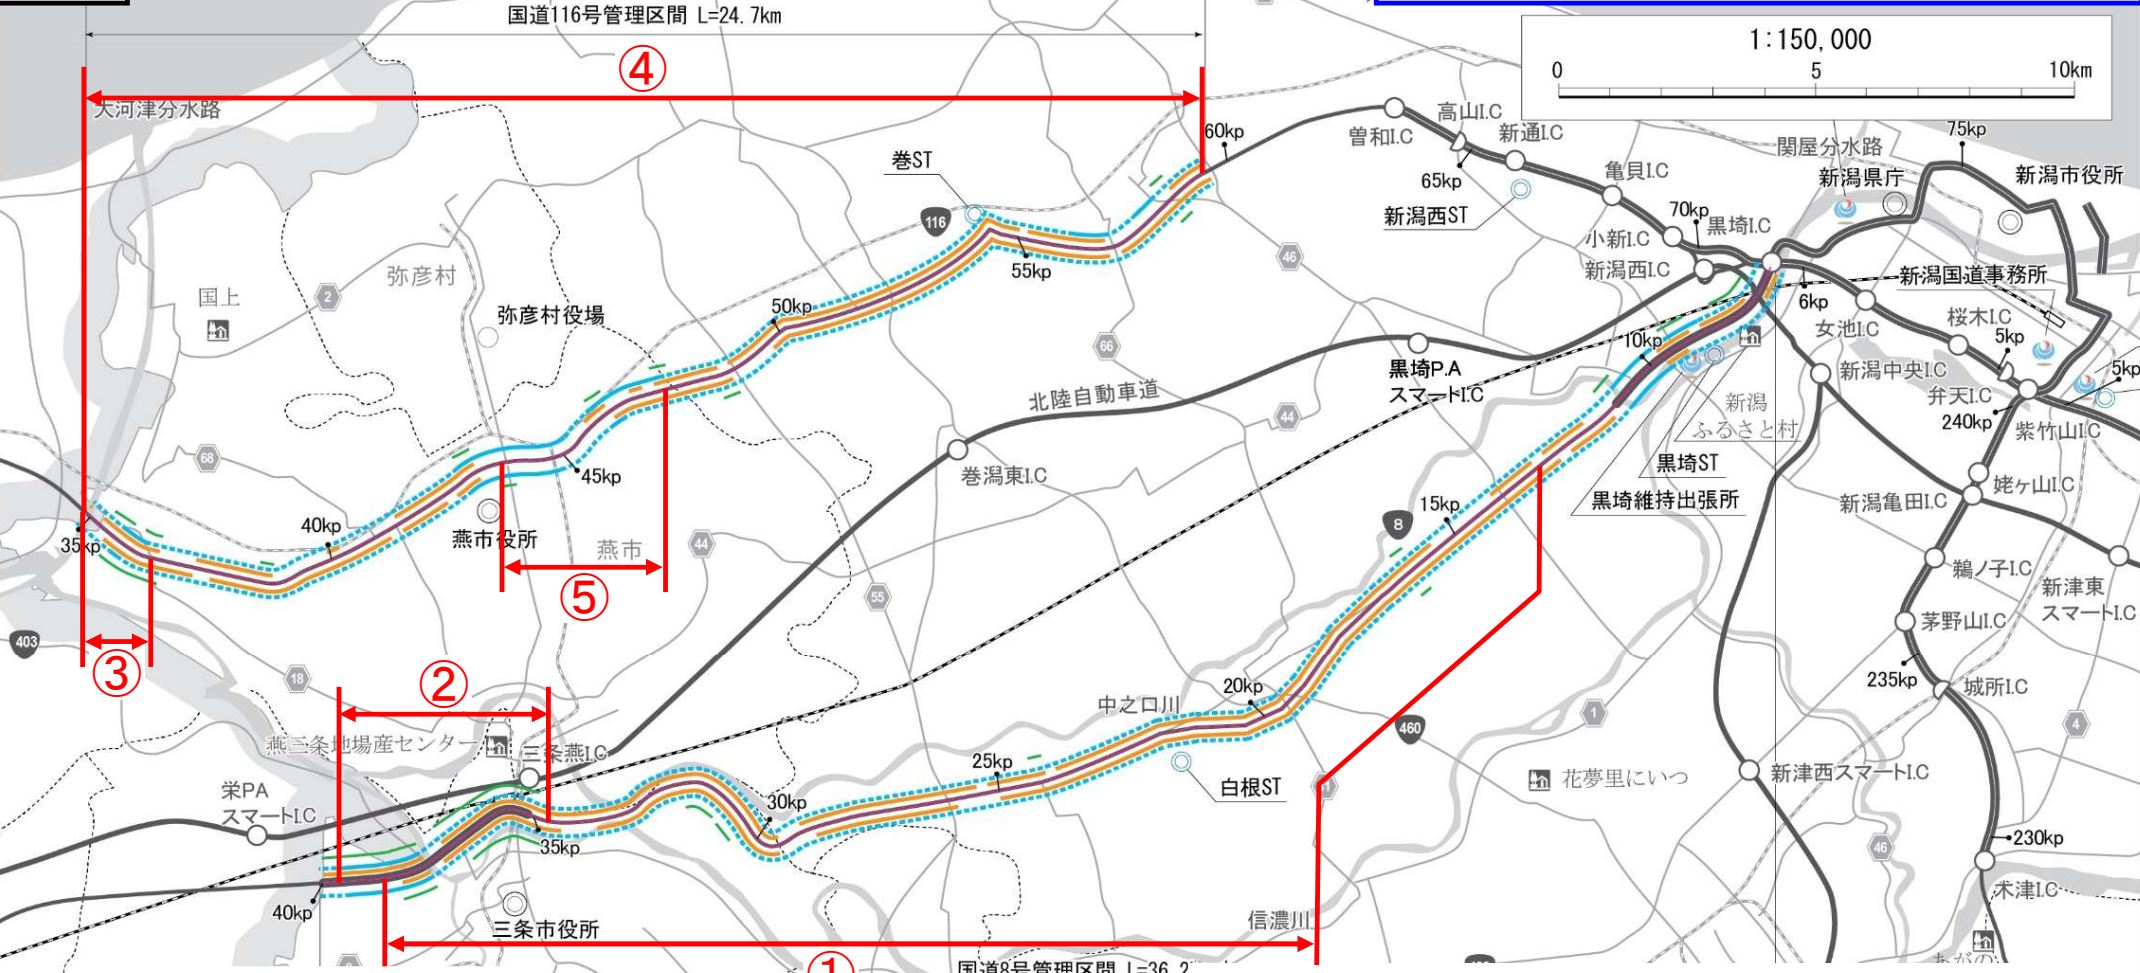 国道116号管理区間 L=24.7km
④
1:150,000
0
5
10km
大河津分水路
60kp
曽和I.C
高山I.C
新通I.C
65kp
新潟西ST
亀貝I.C
関屋分水路
75kp
新潟県庁
新潟市役所
巻ST
116
55kp
46
小新I.C
70kp
黒埼I.C
新潟西I.C
6kp
新潟国道事務所
国上
2
弥彦村
弥彦村役場
50kp
66
黒埼P.A
スマートI.C
10kp
女池I.C
桜木I.C
5kp
5kp
新潟中央I.C
弁天I.C
240kp
紫竹山I.C
北陸自動車道
44
新潟
ふるさと村
黒埼ST
黒埼維持出張所
68
45kp
巻潟東I.C
姥ヶ山I.C
新潟亀田I.C
35kp
40kp
燕市役所
燕市
44
15kp
8
⑤
55
鵜ノ子I.C
新津東
スマートI.C
茅野山I.C
403
③
18
②
20kp
中之口川
460
1
235kp
城所I.C
4
燕三条地場産センター
三条燕I.C
25kp
白根ST
花夢里にいつ
新津西スマートI.C
栄PA
スマートI.C
30kp
35kp
46
230kp
40kp
三条市役所
信濃川
木津I.C
①
国道8号管理区間 L=36.2